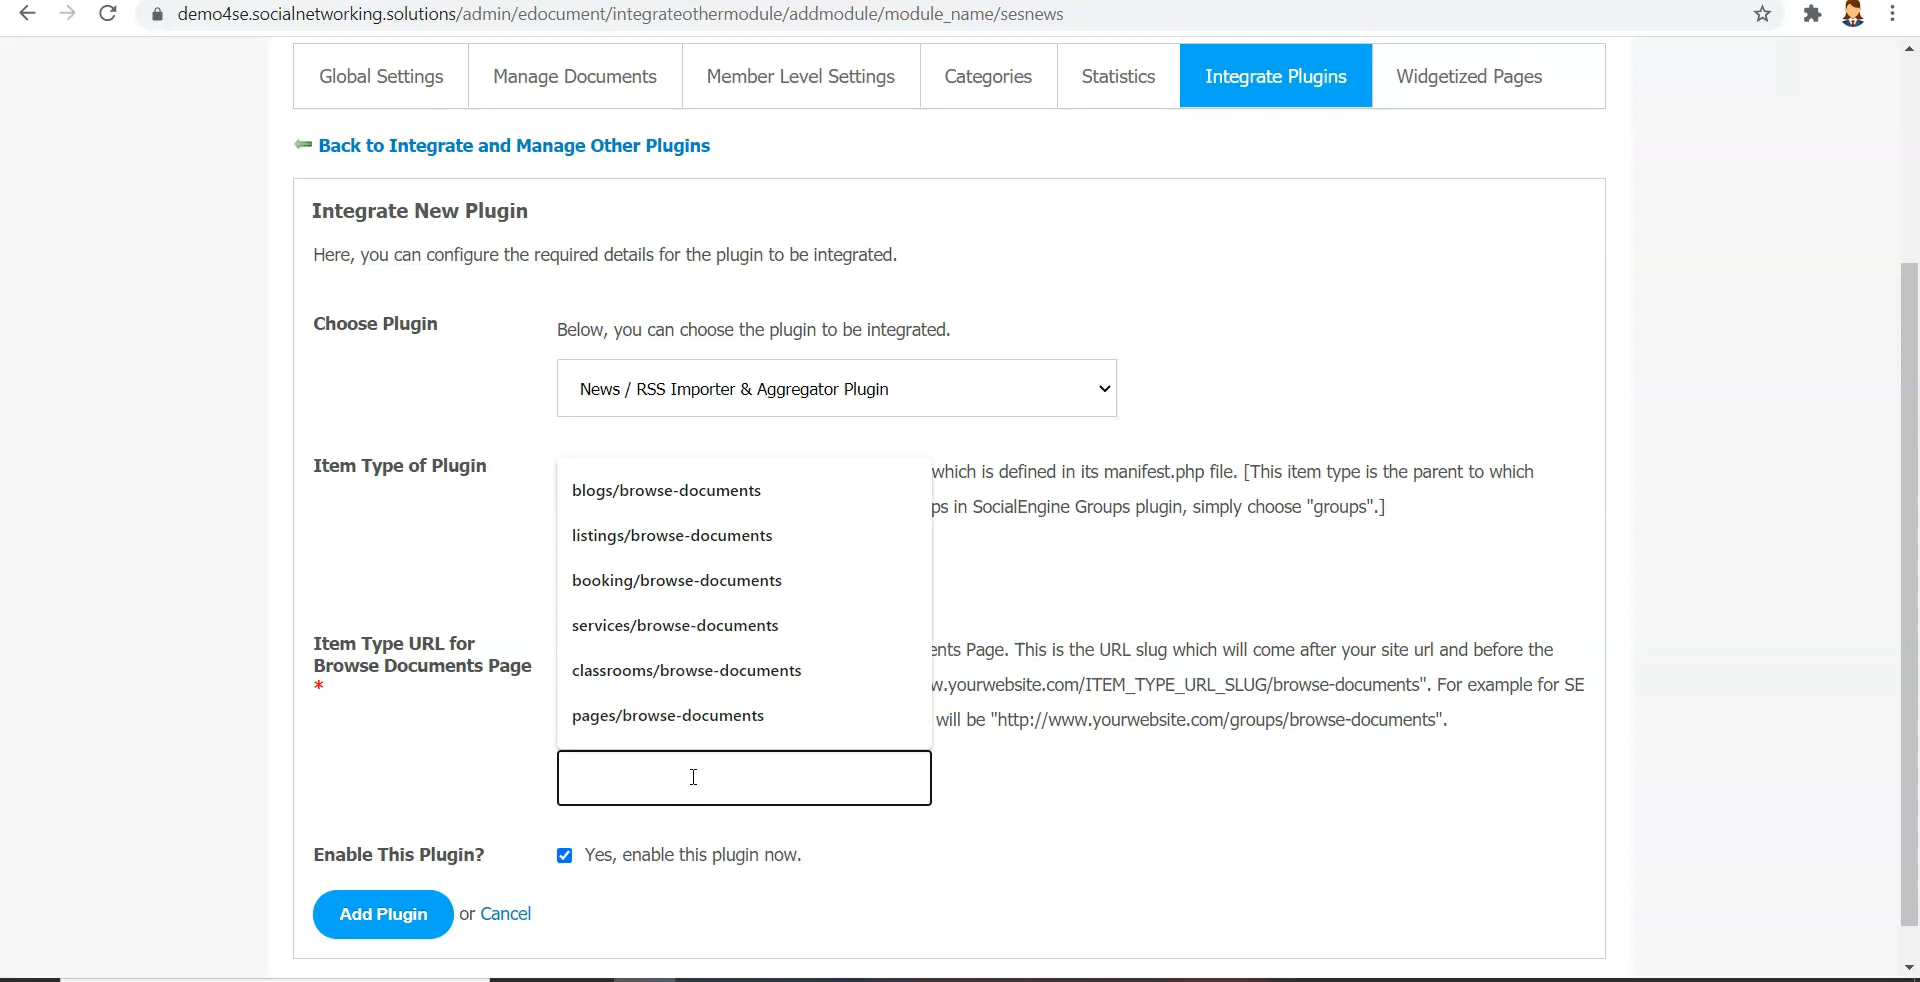 demo4se.socialnetworking.solutions/admin/edocument/integrateothermodule/addmodule/module_name/sesnews
Global Settings
Manage Documents
Member Level Settings
Categories
Statistics
Integrate Plugins
Widgetized Pages
Back to Integrate and Manage Other Plugins
Integrate New Plugin
Here, you can configure the required details for the plugin to be integrated.
Choose Plugin
Below, you can choose the plugin to be integrated.
News / RSS Importer & Aggregator Plugin
Item Type of Plugin
which is defined in its manifest.php file. [This item type is the parent to which
ps in SocialEngine Groups plugin, simply choose "groups".]
blogs/browse-documents
listings/browse-documents
booking/browse-documents
services/browse-documents
classrooms/browse-documents
pages/browse-documents
Item Type URL for
Browse Documents Page
*
ents Page. This is the URL slug which will come after your site url and before the
w.yourwebsite.com/ITEM_TYPE_URL_SLUG/browse-documents". For example for SE
will be "http://www.yourwebsite.com/groups/browse-documents".
Enable This Plugin?
Yes, enable this plugin now.
Add Plugin or Cancel